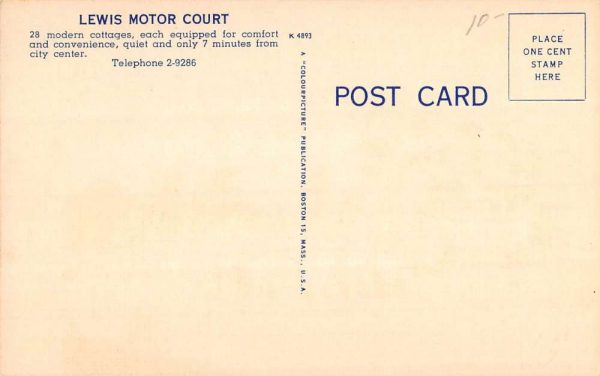 LEWIS MOTOR COURT
28 modern cottages, each equipped for comfort
and convenience, quiet and only 7 minutes from
city center.
Telephone 2-9286
K 4893
A "COLOURPICTURE" PUBLICATION, BOSTON 15, MASS., U.S.A.
10-
POST CARD
PLACE
ONE CENT
STAMP
HERE